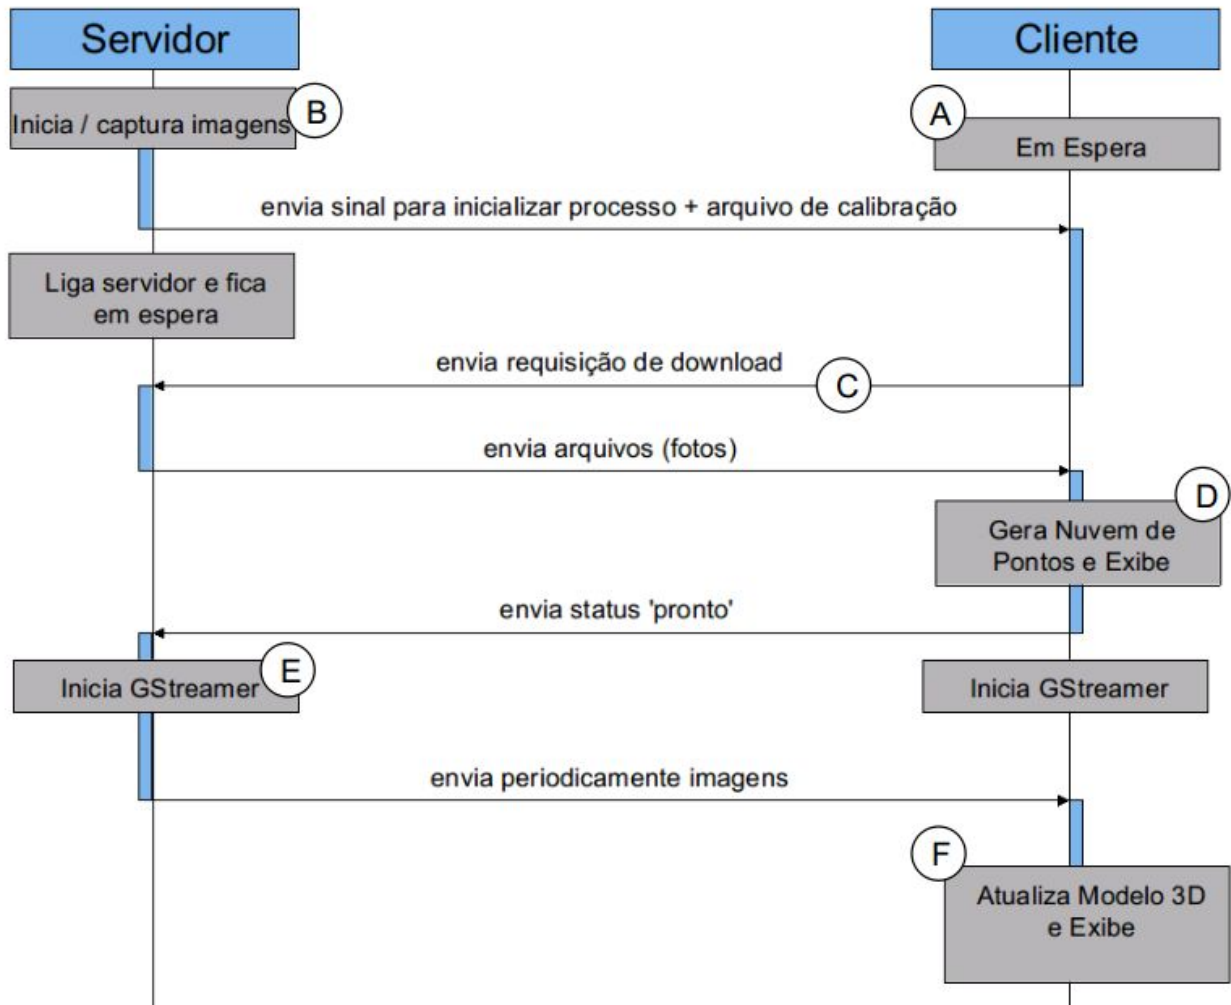 Servidor
Cliente
B
A
Inicia / captura imagens
Em Espera
envia sinal para inicializar processo + arquivo de calibração
Liga servidor e fica
em espera
envia requisição de download
C
envia arquivos (fotos)
D
Gera Nuvem de
Pontos e Exibe
envia status 'pronto'
E
Inicia GStreamer
Inicia GStreamer
envia periodicamente imagens
F
Atualiza Modelo 3D
e Exibe